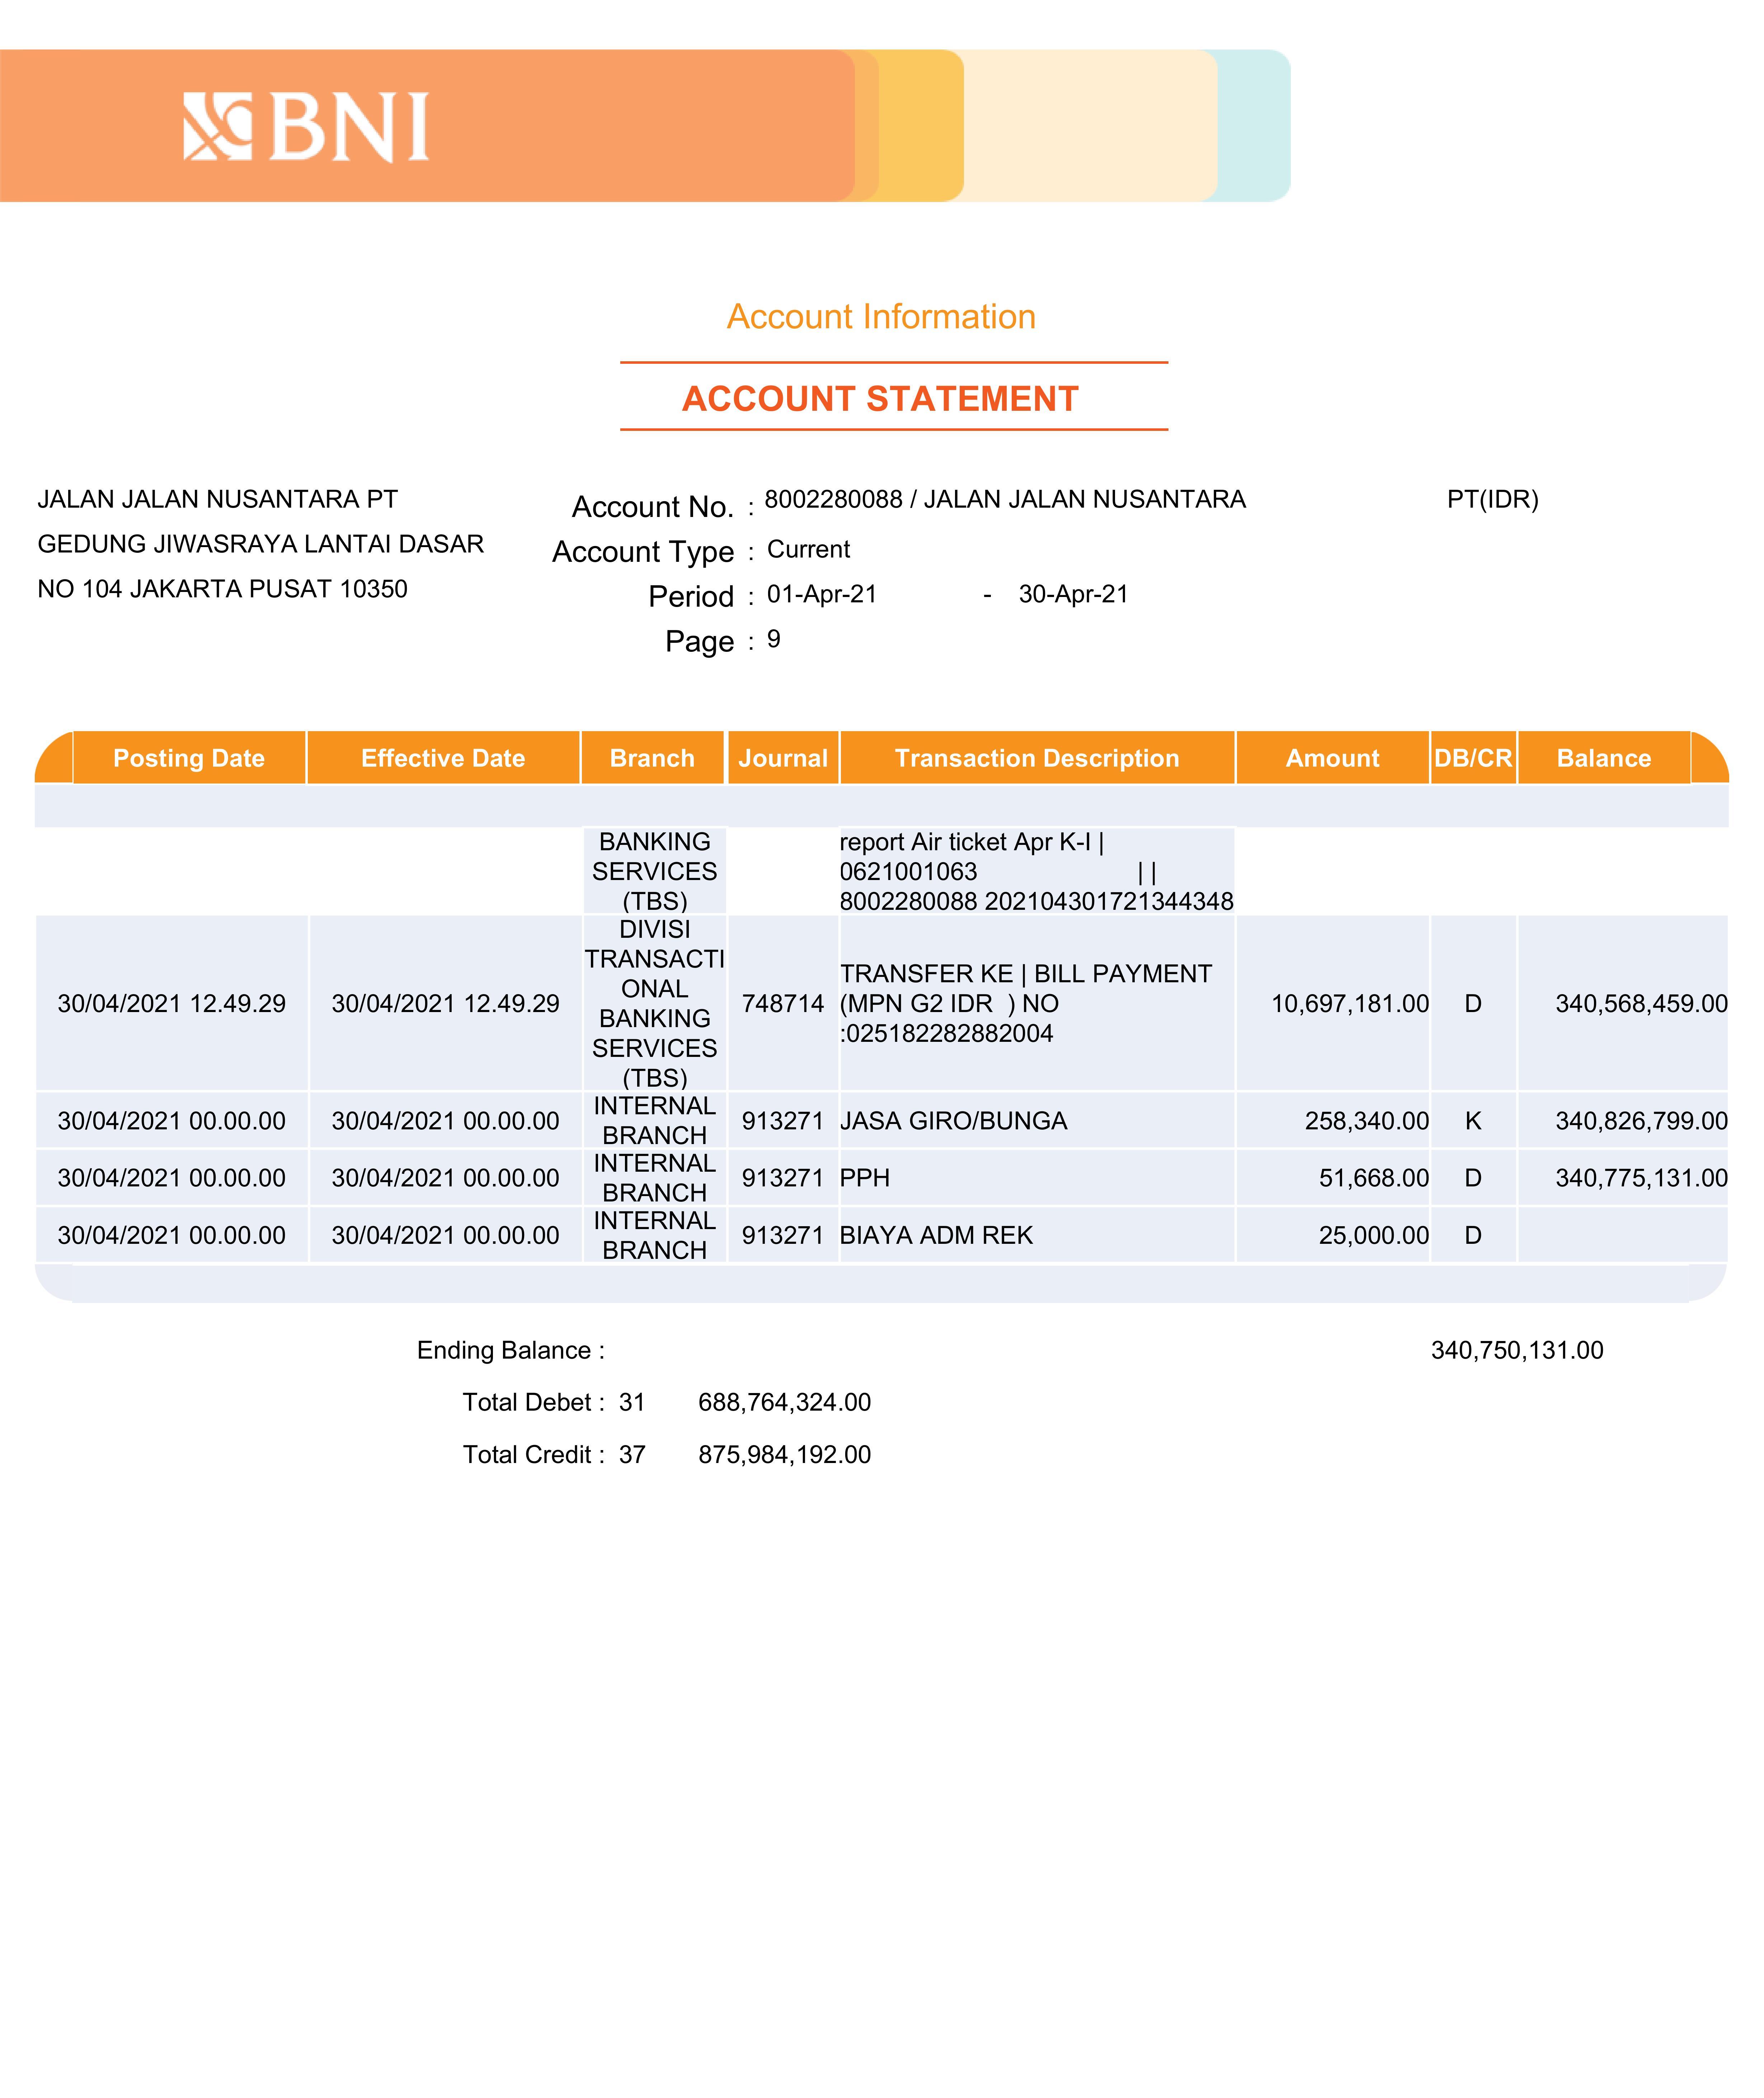 BNI
Account Information
ACCOUNT STATEMENT
JALAN JALAN NUSANTARA PT
GEDUNG JIWASRAYA LANTAI DASAR
NO 104 JAKARTA PUSAT 10350
Account No. : 8002280088 / JALAN JALAN NUSANTARA PT(IDR)
Account Type : Current
Period : 01-Apr-21 - 30-Apr-21
Page : 9
Posting Date Effective Date Branch Journal Transaction Description Amount DB/CR Balance
BANKING
SERVICES
(TBS)
report Air ticket Apr K-I |
0621001063 | |
8002280088 202104301721344348
30/04/2021 12.49.29 30/04/2021 12.49.29
DIVISI
TRANSACTI
ONAL
BANKING
SERVICES
(TBS)
748714
TRANSFER KE | BILL PAYMENT
(MPN G2 IDR ) NO
:025182282882004
10,697,181.00 D 340,568,459.00
30/04/2021 00.00.00 30/04/2021 00.00.00
INTERNAL
BRANCH
913271 JASA GIRO/BUNGA 258,340.00 K 340,826,799.00
30/04/2021 00.00.00 30/04/2021 00.00.00
INTERNAL
BRANCH
913271 PPH 51,668.00 D 340,775,131.00
30/04/2021 00.00.00 30/04/2021 00.00.00
INTERNAL
BRANCH
913271 BIAYA ADM REK 25,000.00 D
Ending Balance : 340,750,131.00
Total Debet : 31 688,764,324.00
Total Credit : 37 875,984,192.00